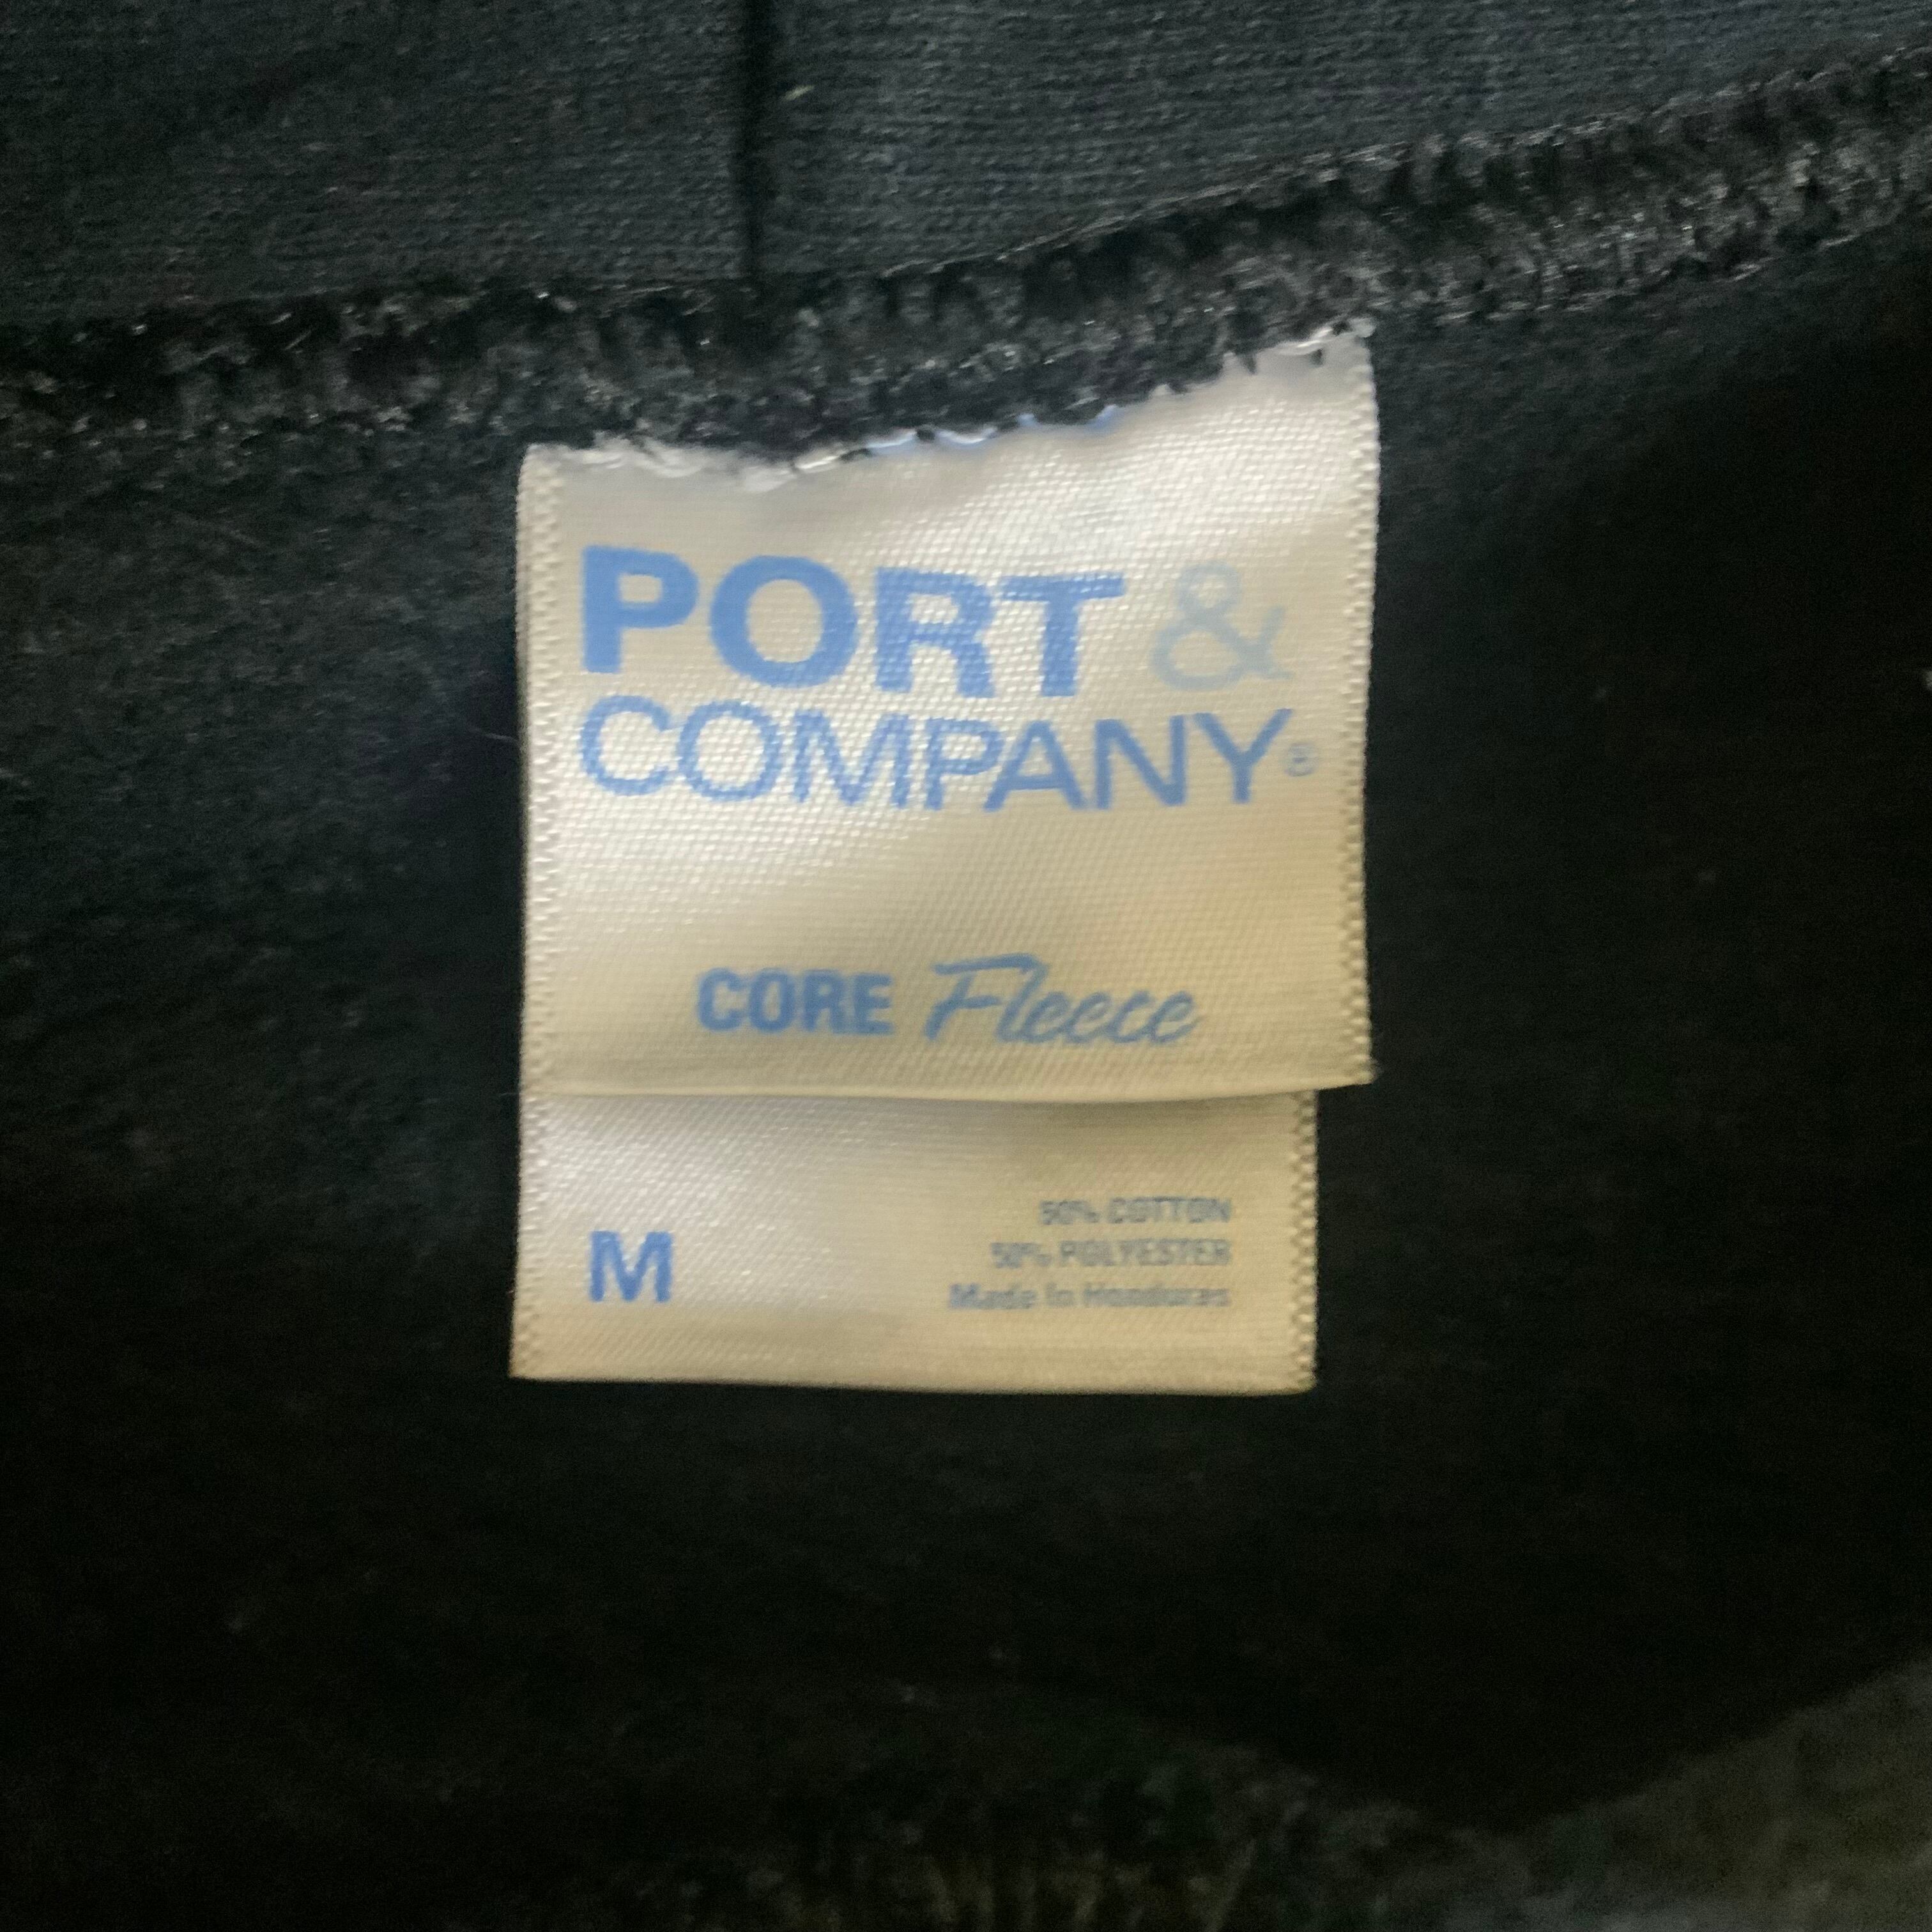 PORT &
COMPANY®
CORE Fleece
M
50% COTTON
50% POLYESTER
Made In Honduras